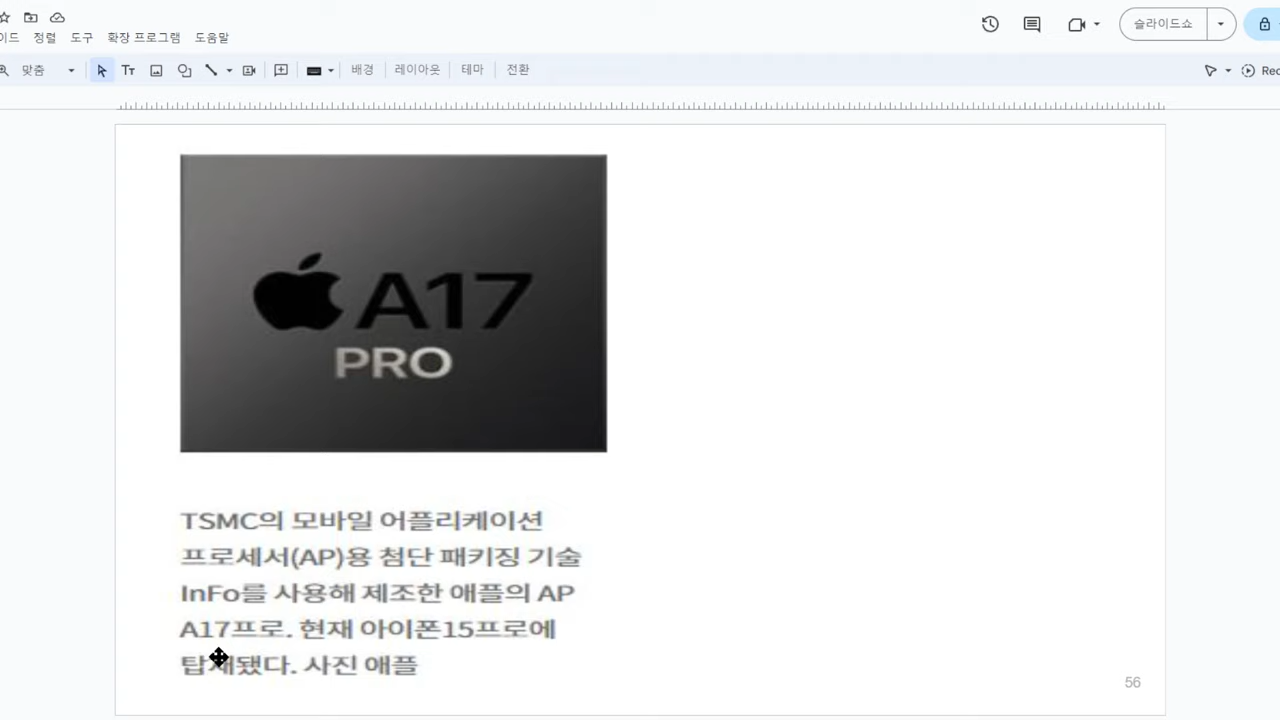 이드 정렬 도구 확장 프로그램 도움말
슬라이드쇼
맞춤 배경 레이아웃 테마 전환 Rec
A17
PRO
TSMC의 모바일 어플리케이션
프로세서(AP)용 첨단 패키징 기술
InFo를 사용해 제조한 애플의 AP
A17프로. 현재 아이폰15프로에
탑재됐다. 사진 애플
56